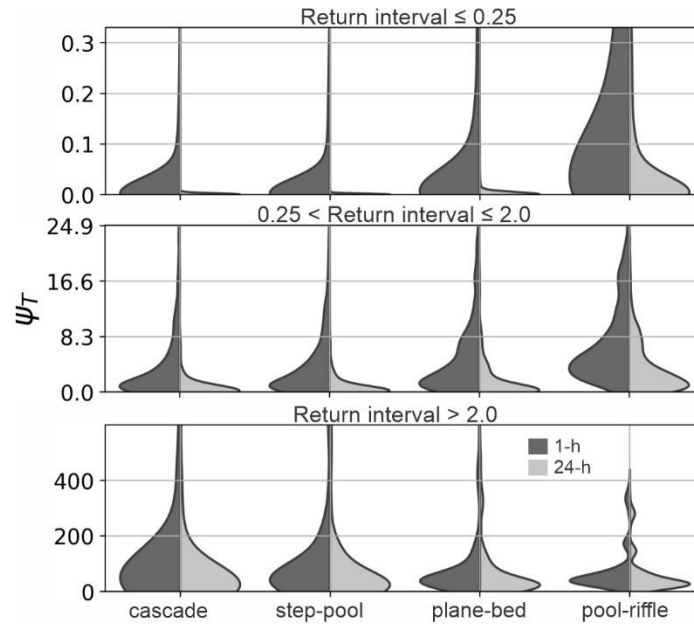 Return interval ≤ 0.25
0.3
0.2
0.1
0.0
0.25 < Return interval ≤ 2.0
24.9
16.6
8.3
0.0
ψT
Return interval > 2.0
1-h
24-h
400
200
0
cascade step-pool plane-bed pool-riffle